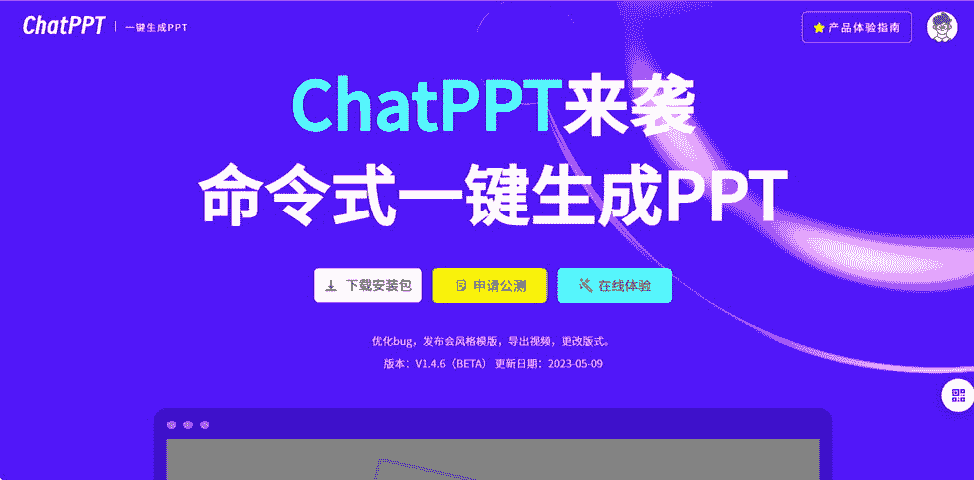 ChatPPT | 一键生成PPT
产品体验指南
ChatPPT来袭
命令式一键生成PPT
下载安装包
申请公测
在线体验
优化bug，发布会风格模版，导出视频，更改版式。
版本：V1.4.6（BETA） 更新日期：2023-05-09